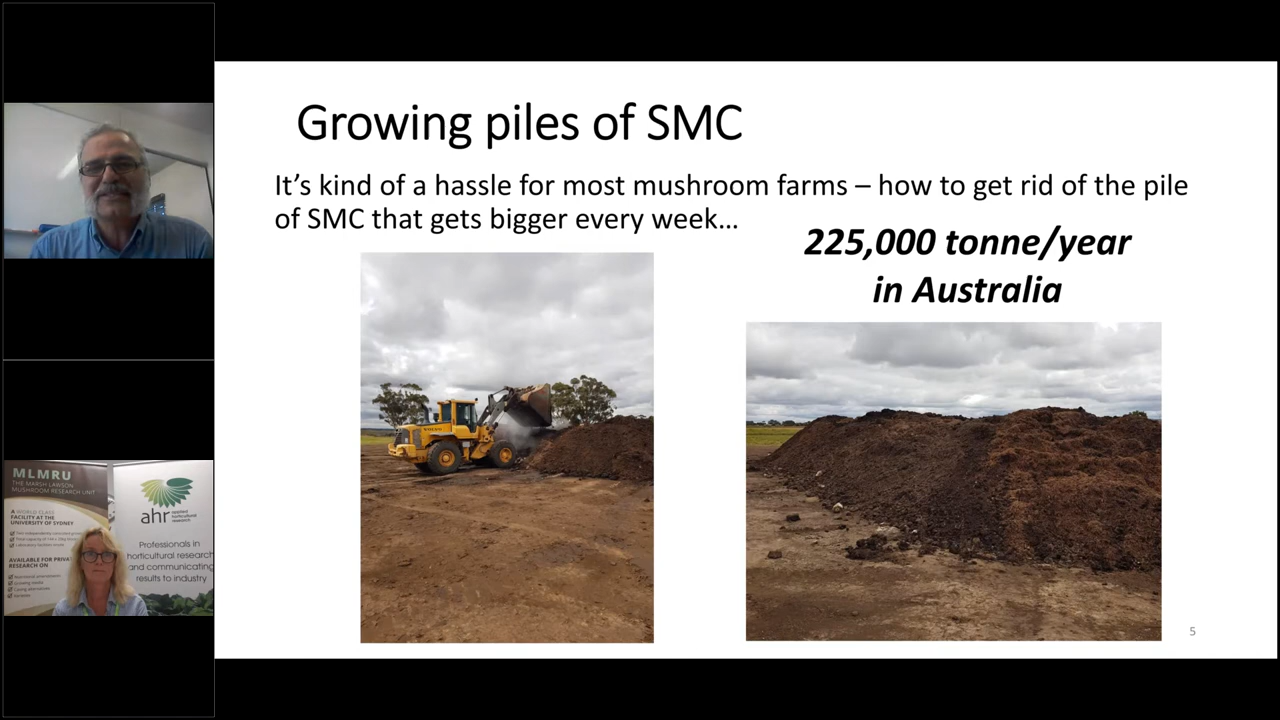 Growing piles of SMC
It’s kind of a hassle for most mushroom farms – how to get rid of the pile
of SMC that gets bigger every week…
225,000 tonne/year
in Australia
5
MLMRU
THE MARSH LAWSON
MUSHROOM RESEARCH UNIT
A WORLD CLASS
FACILITY AT THE
UNIVERSITY OF SYDNEY
AVAILABLE FOR
RESEARCH ON
ahr applied
horticultural
research
Professionals in
horticultural research
and communicating
results to industry